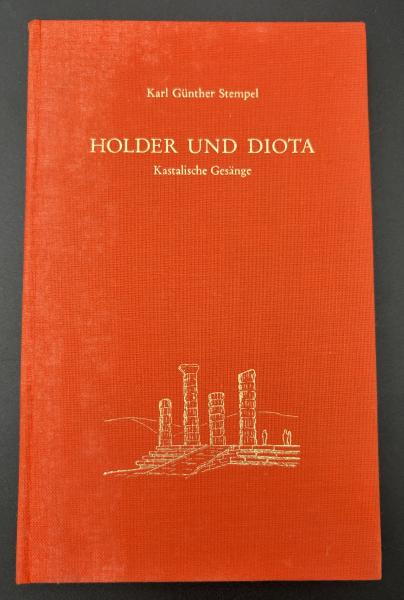 Karl Günther Stempel
HOLDER UND DIOTA
Kastalische Gesänge